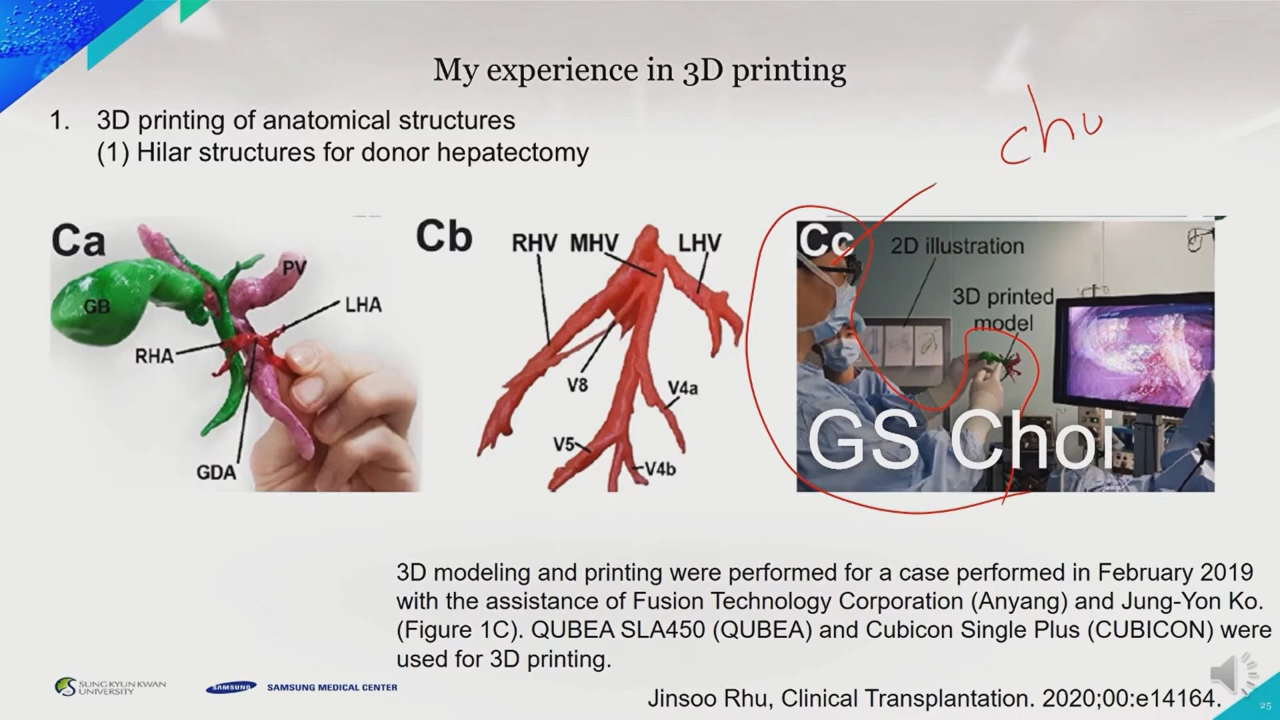 My experience in 3D printing
1. 3D printing of anatomical structures
(1) Hilar structures for donor hepatectomy
chu
Ca
GB
PV
LHA
RHA
GDA
Cb
RHV MHV LHV
V8
V4a
V5
V4b
Cc
2D illustration
3D printed
model
GS Choi
3D modeling and printing were performed for a case performed in February 2019
with the assistance of Fusion Technology Corporation (Anyang) and Jung-Yon Ko.
(Figure 1C). QUBEA SLA450 (QUBEA) and Cubicon Single Plus (CUBICON) were
used for 3D printing.
SUNG KYUN KWAN
UNIVERSITY
SAMSUNG
SAMSUNG MEDICAL CENTER
Jinsoo Rhu, Clinical Transplantation. 2020;00:e14164.
25